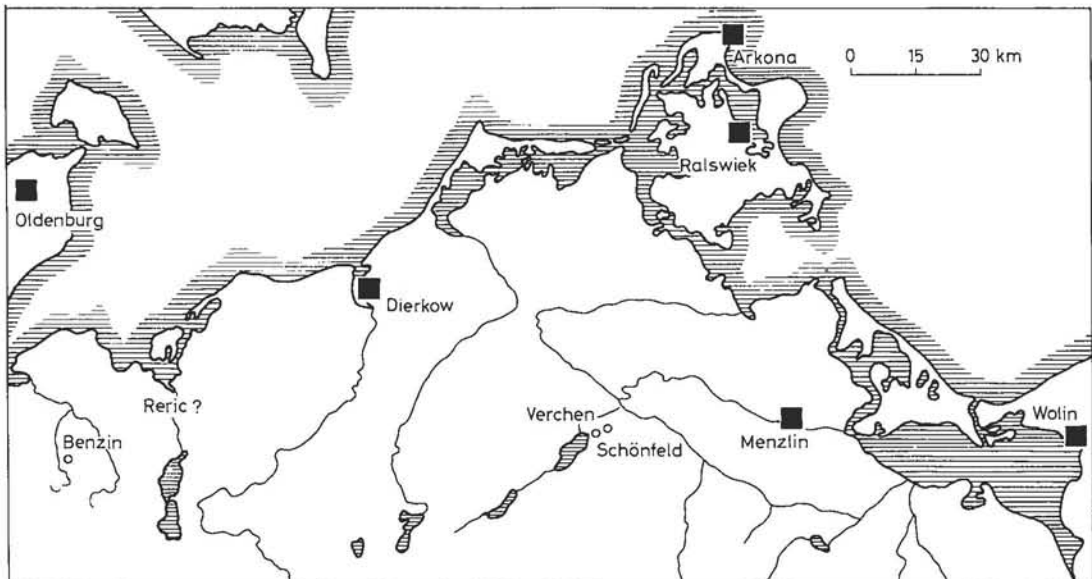 Arkona
0 15 30 km
Ralswiek
Oldenburg
Dierkow
Reric ?
Verchen
Wolin
Benzin
Schönfeld
Menzlin